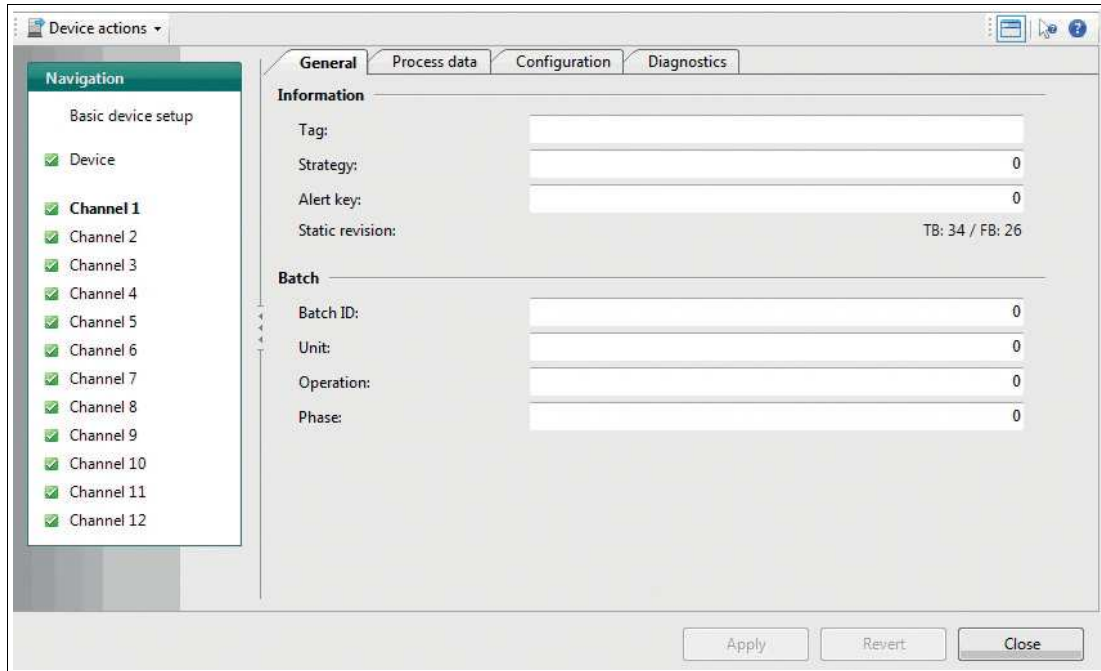 Device actions
Navigation
Basic device setup
Device
Channel 1
Channel 2
Channel 3
Channel 4
Channel 5
Channel 6
Channel 7
Channel 8
Channel 9
Channel 10
Channel 11
Channel 12
General Process data Configuration Diagnostics
Information
Tag:
Strategy: 0
Alert key: 0
Static revision: TB: 34 / FB: 26
Batch
Batch ID: 0
Unit: 0
Operation: 0
Phase: 0
Apply Revert Close